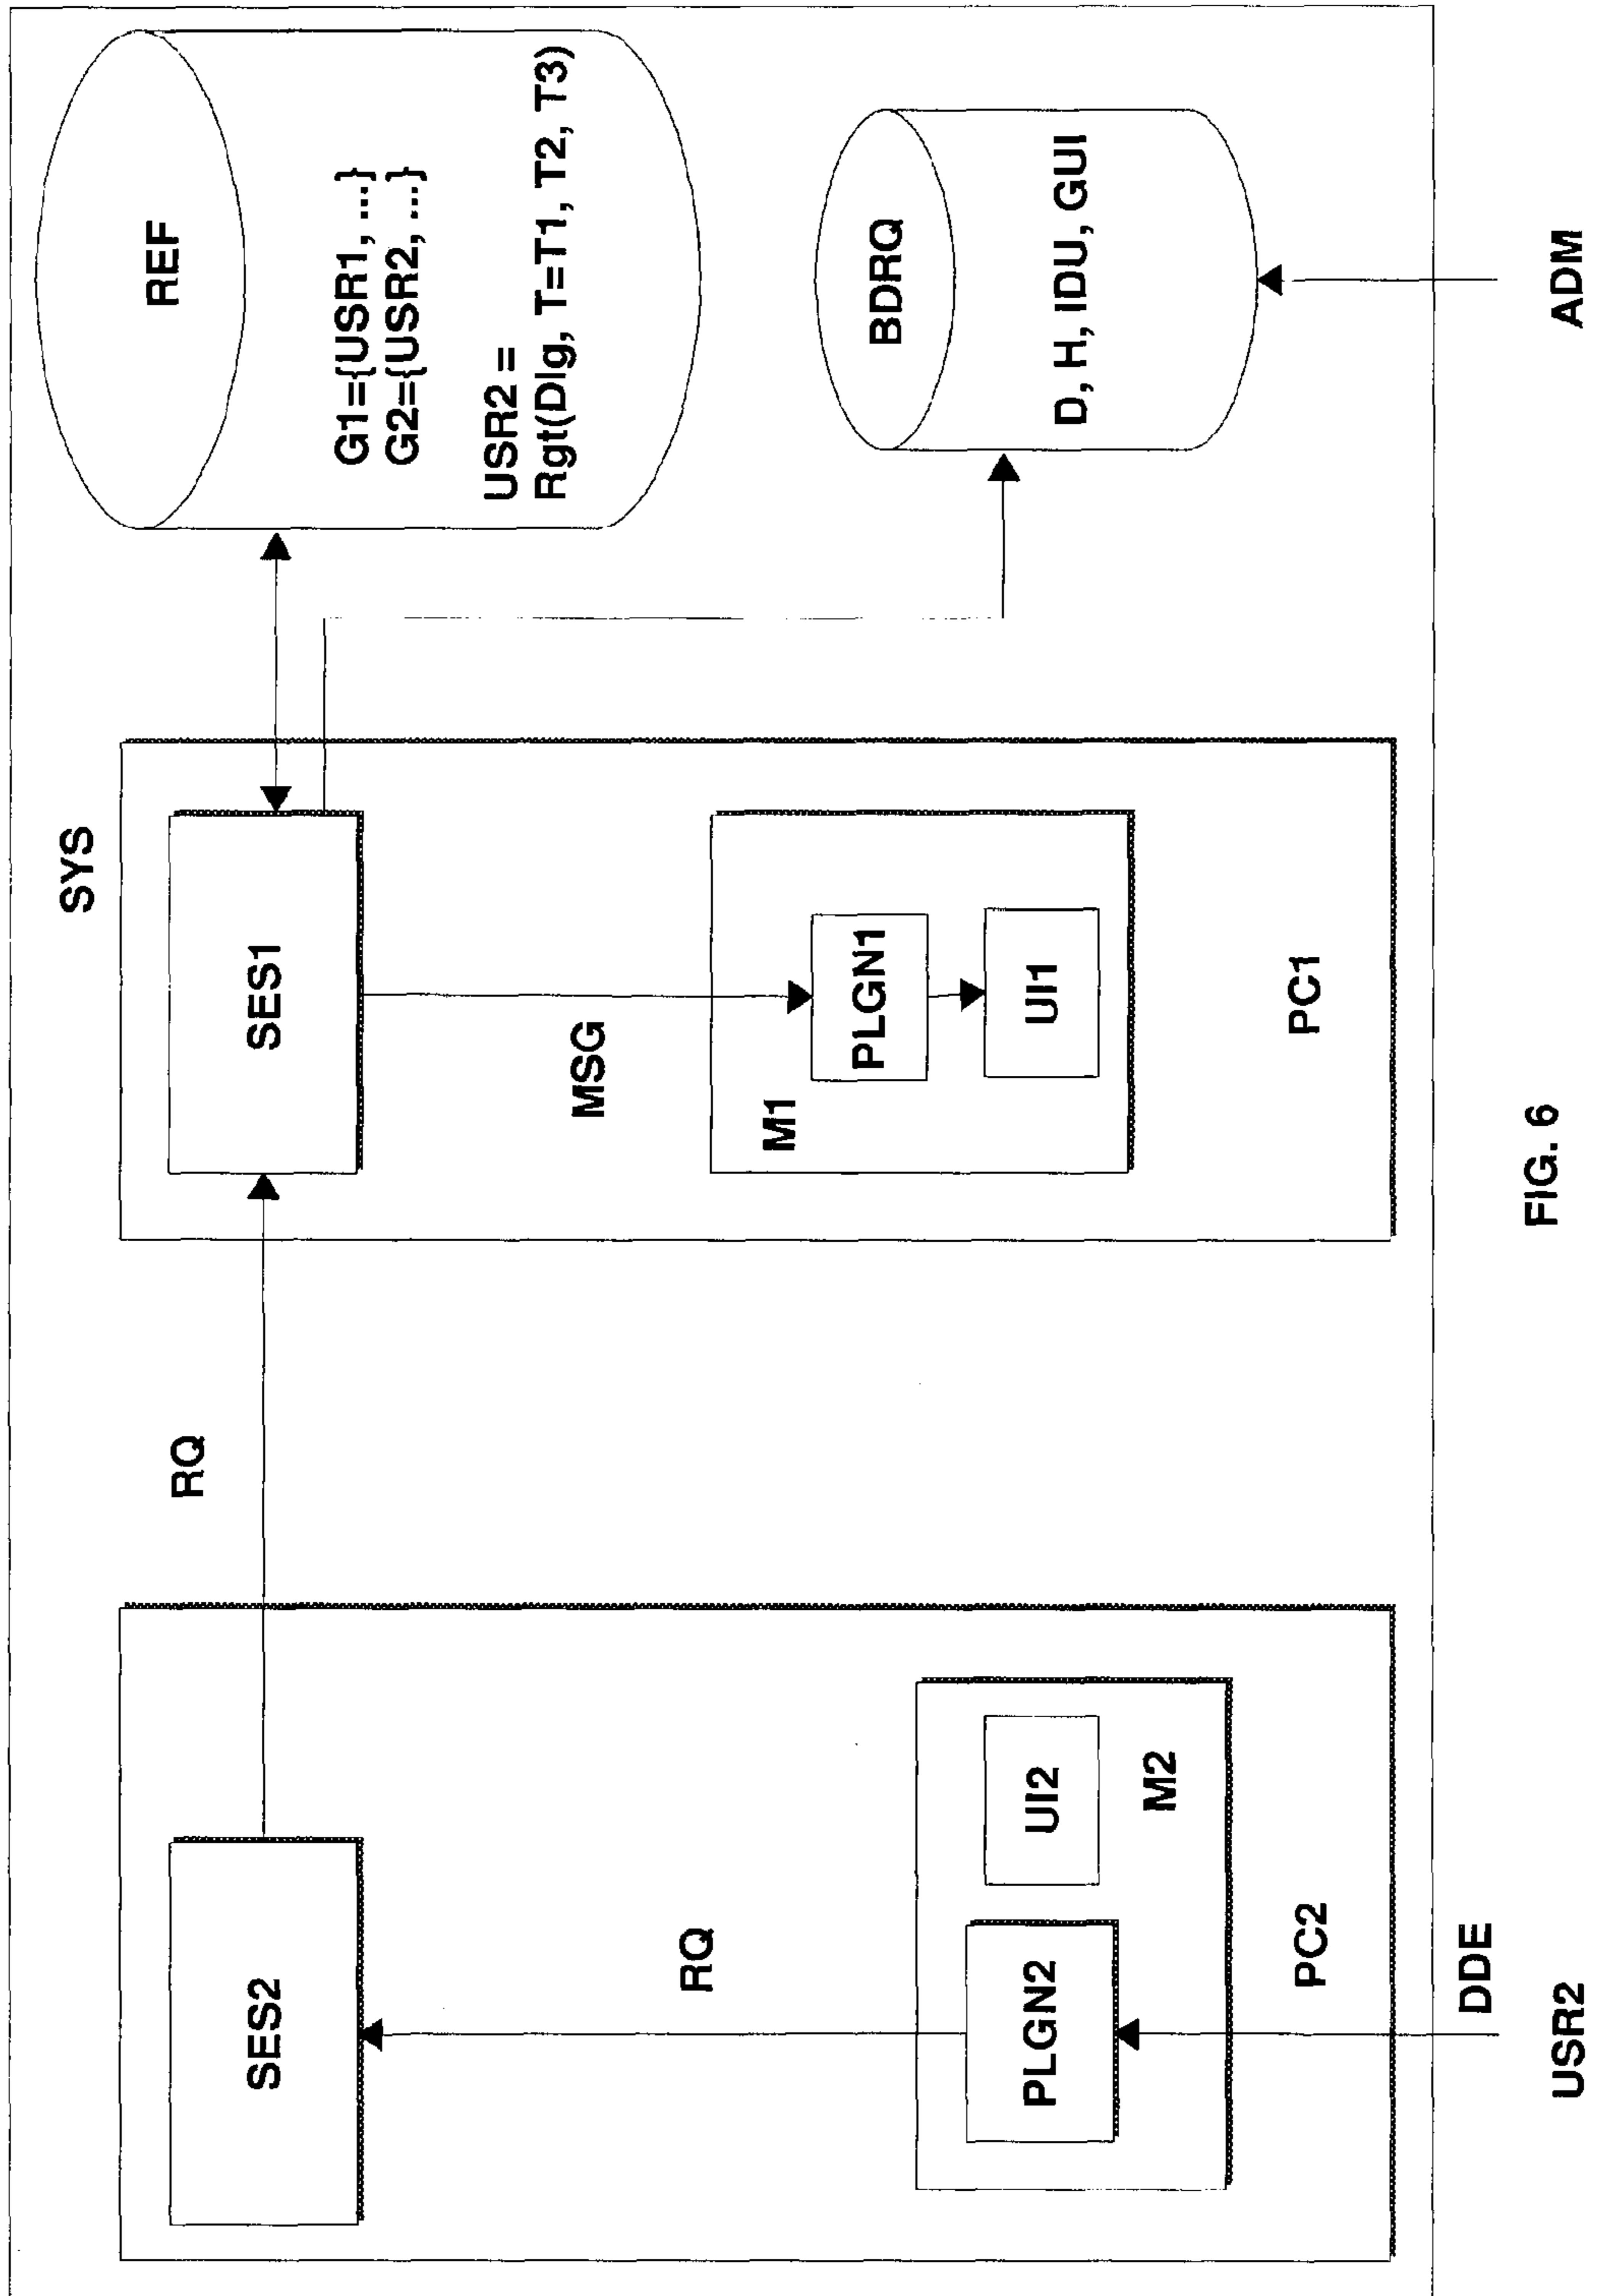 SYS
REF
G1={USR1, ...}
G2={USR2, ...}
USR2 =
Rgt(Dlg, T=T1, T2, T3)
SES2
RQ
SES1
RQ
MSG
M1
PLGN1
UI1
PC1
BDRQ
D, H, IDU, GUI
PLGN2
UI2
M2
PC2
DDE
USR2
ADM
FIG. 6